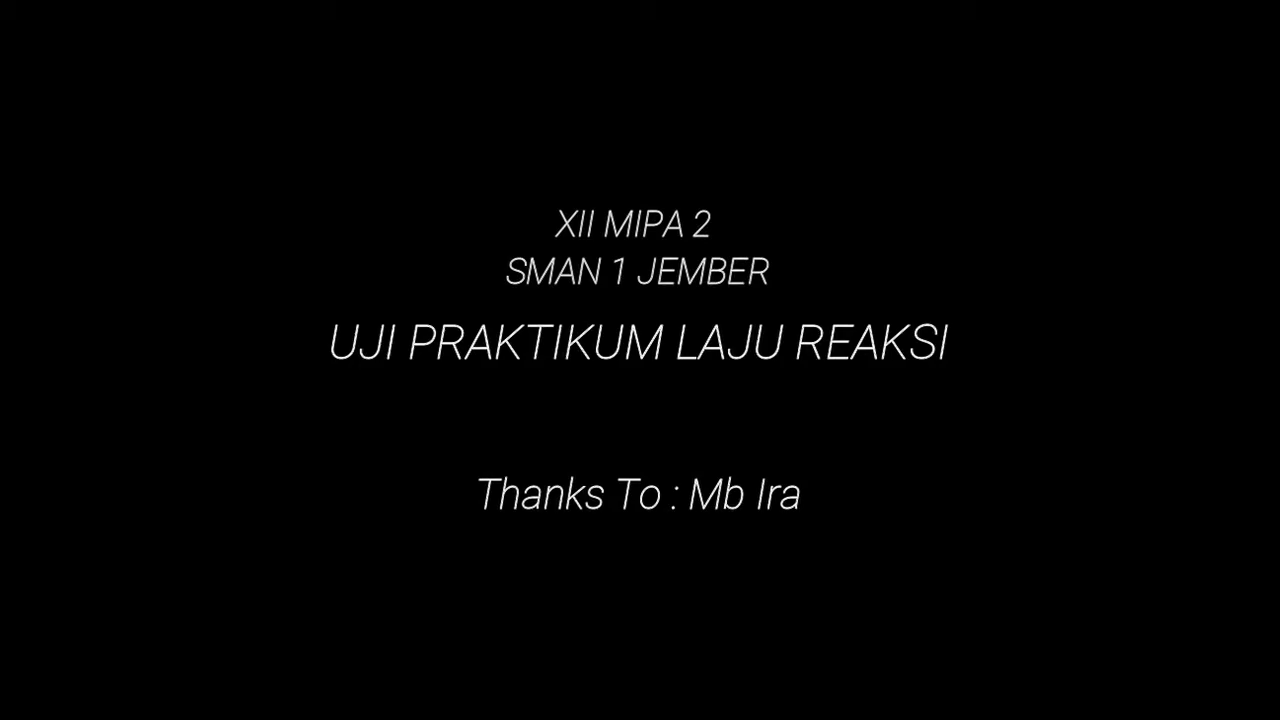 XII MIPA 2
SMAN 1 JEMBER
UJI PRAKTIKUM LAJU REAKSI
Thanks To : Mb Ira